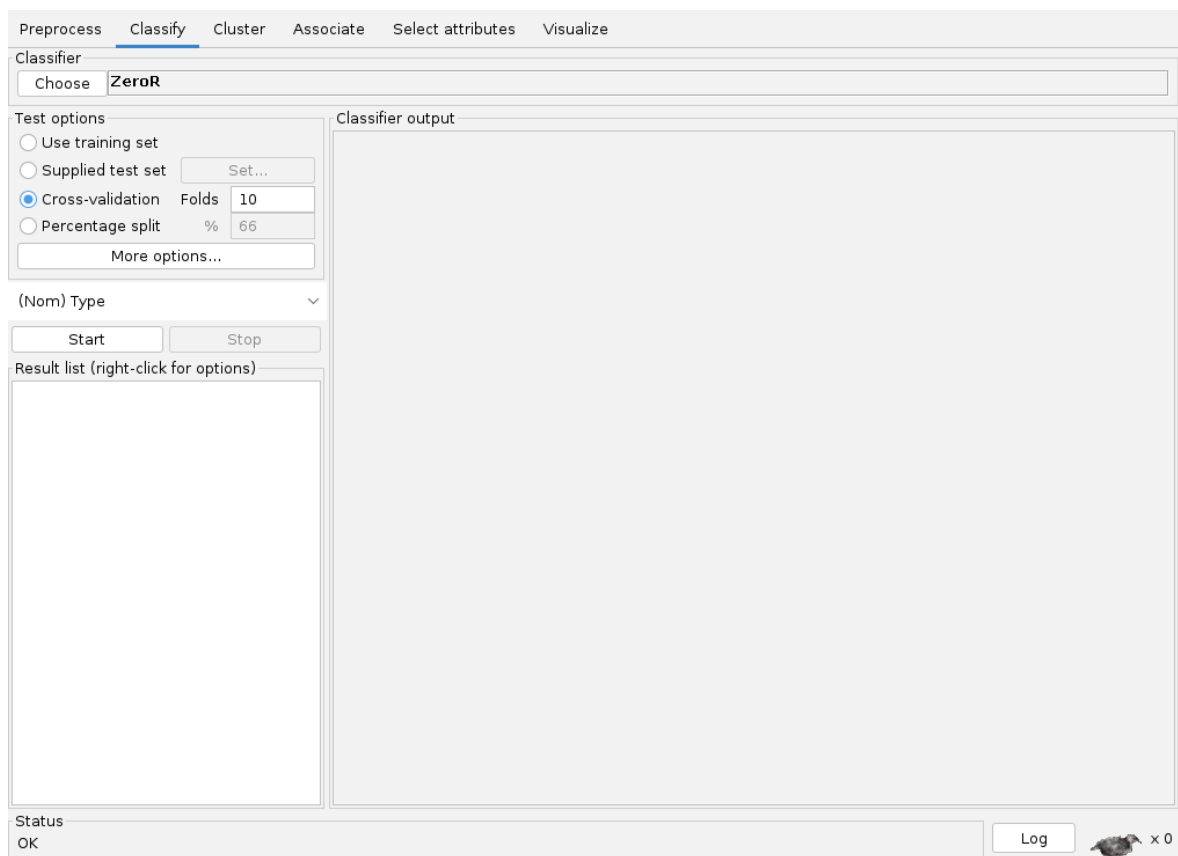 Preprocess Classify Cluster Associate Select attributes Visualize
Classifier
Choose ZeroR
Test options
Use training set
Supplied test set Set...
Cross-validation Folds 10
Percentage split % 66
More options...
(Nom) Type
Start Stop
Result list (right-click for options)
Classifier output
Status
OK
Log x 0